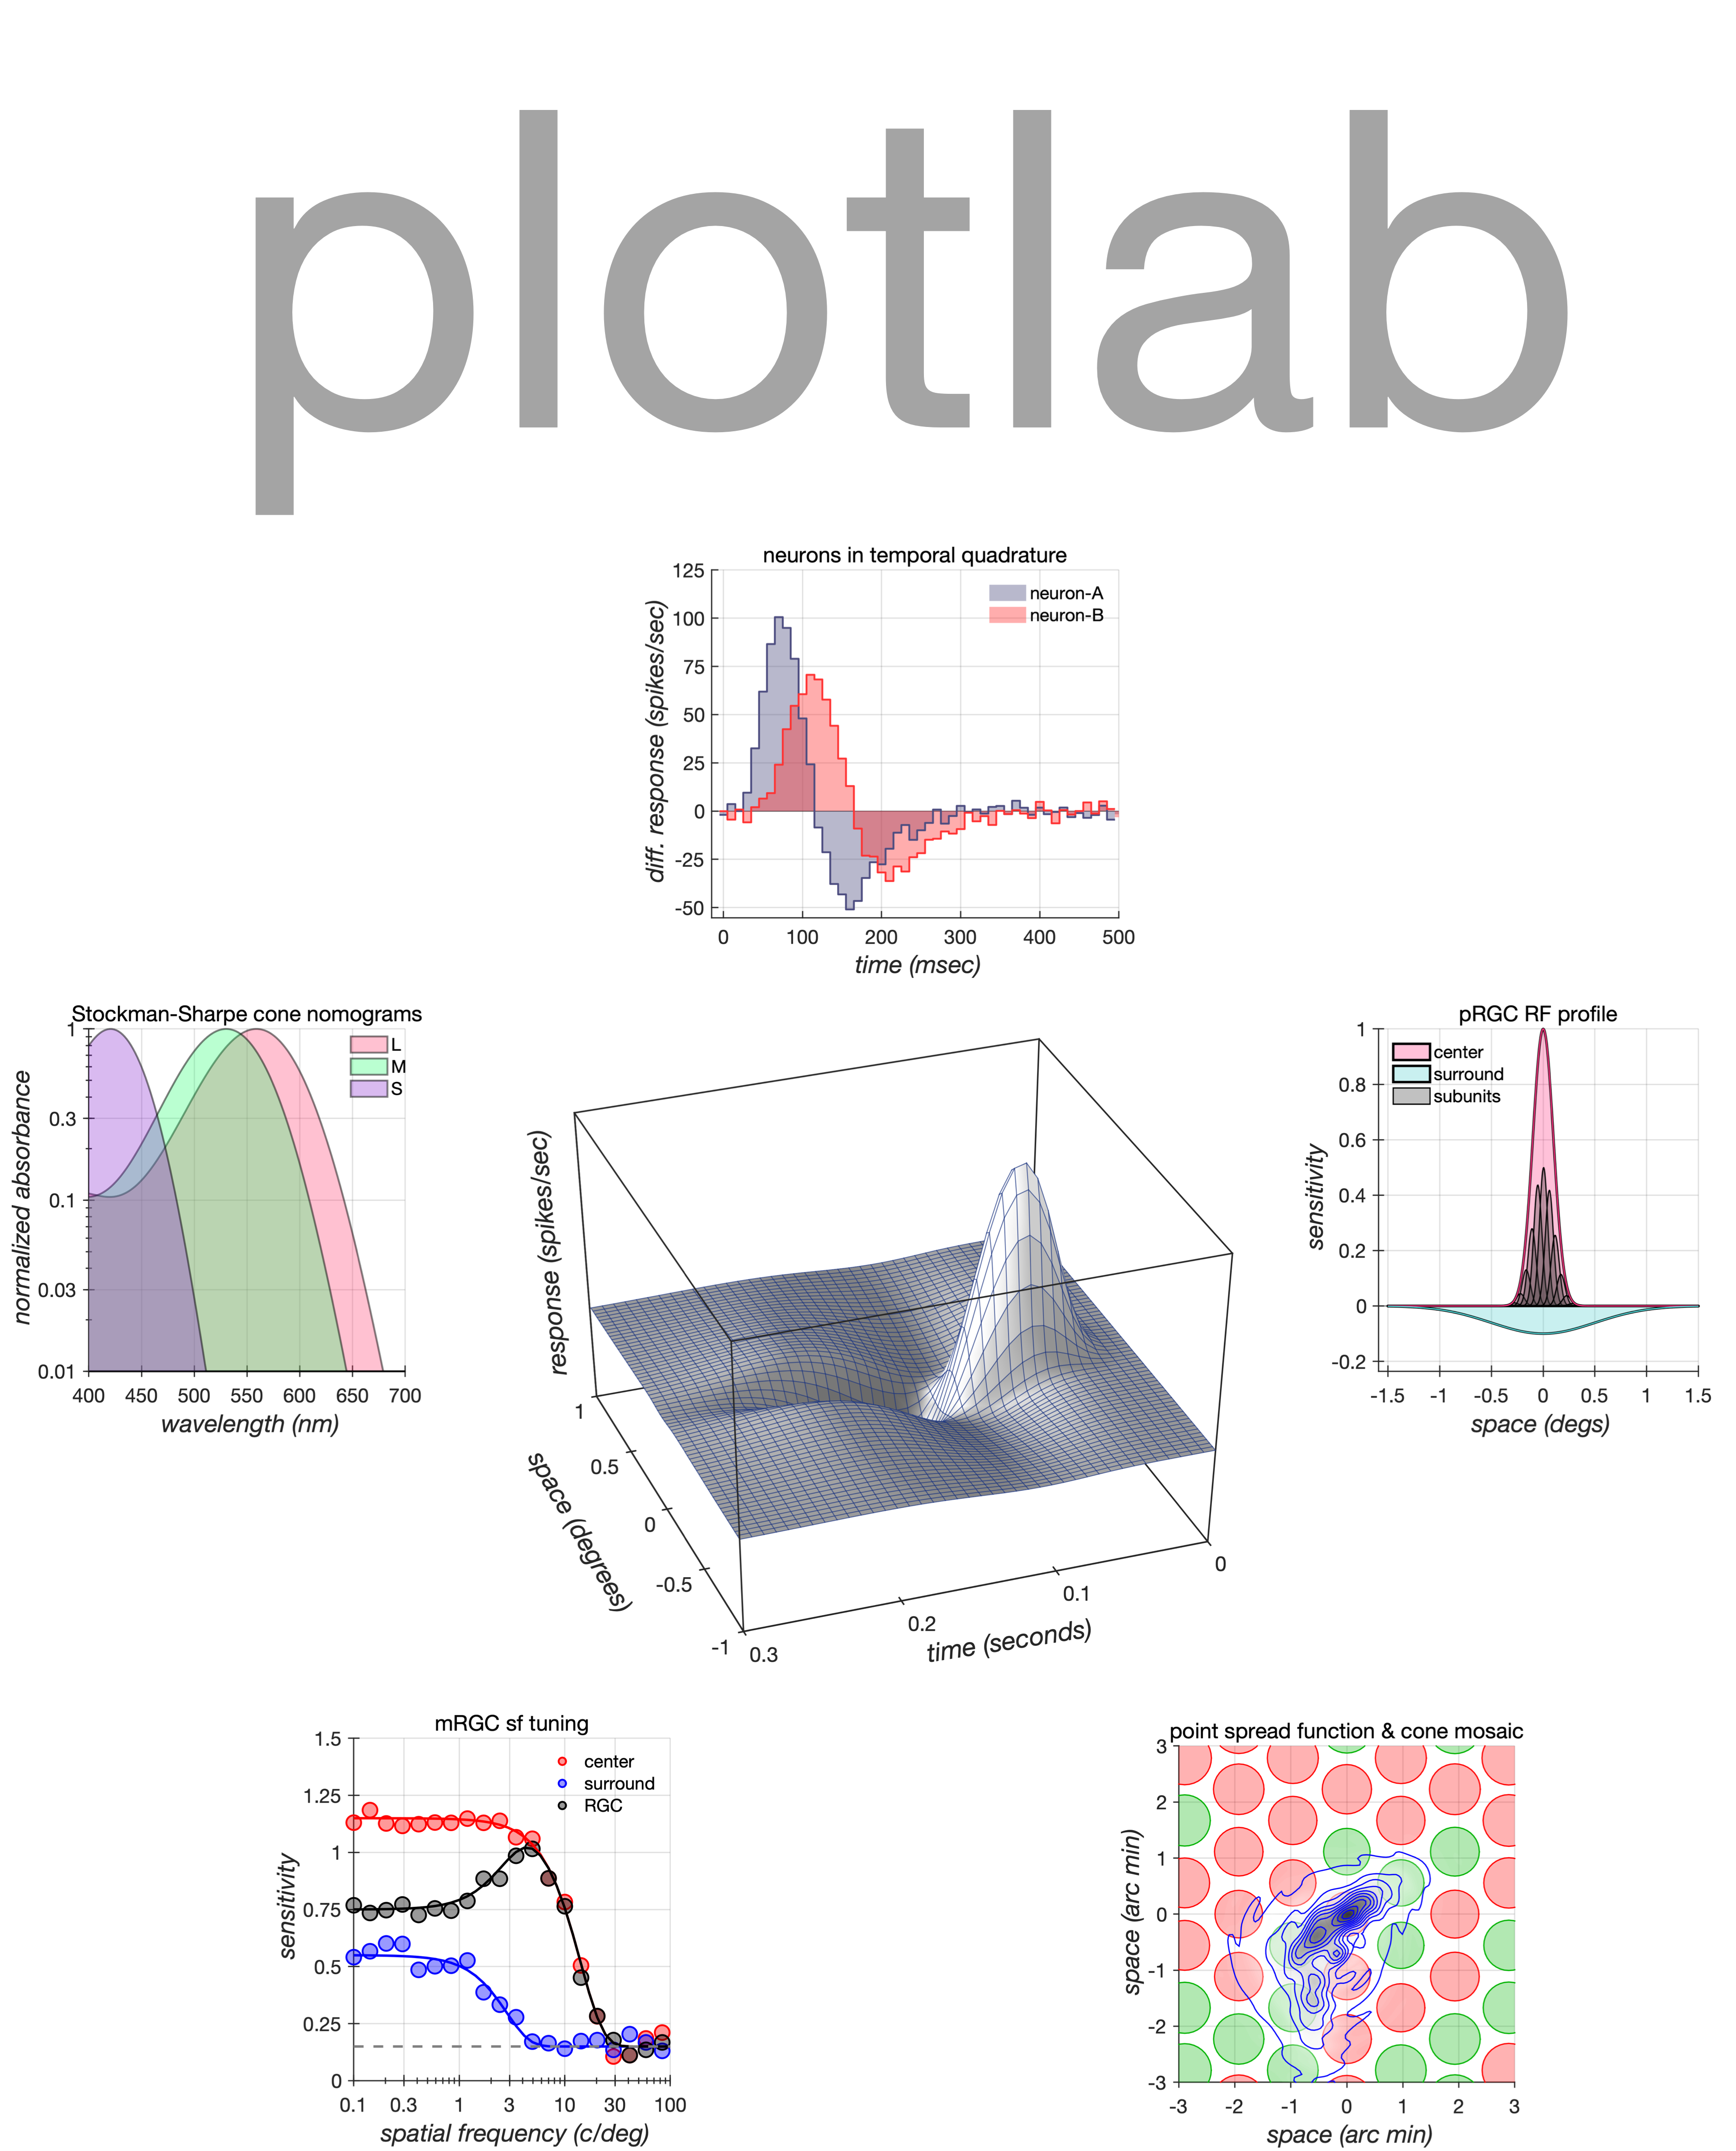 plotlab
neurons in temporal quadrature
125
100
75
50
25
0
-25
-50
diff. response (spikes/sec)
neuron-A
neuron-B
0 100 200 300 400 500
time (msec)
Stockman-Sharpe cone nomograms
1
0.3
0.1
0.03
0.01
normalized absorbance
L
M
S
400 450 500 550 600 650 700
wavelength (nm)
response (spikes/sec)
1
0.5
0
-0.5
-1
space (degrees)
0.3
0.2
0.1
0
time (seconds)
pRGC RF profile
1
0.8
0.6
0.4
0.2
0
-0.2
sensitivity
center
surround
subunits
-1.5 -1 -0.5 0 0.5 1 1.5
space (degs)
mRGC sf tuning
1.5
1.25
1
0.75
0.5
0.25
0
sensitivity
center
surround
RGC
0.1 0.3 1 3 10 30 100
spatial frequency (c/deg)
point spread function & cone mosaic
3
2
1
0
-1
-2
-3
space (arc min)
-3 -2 -1 0 1 2 3
space (arc min)